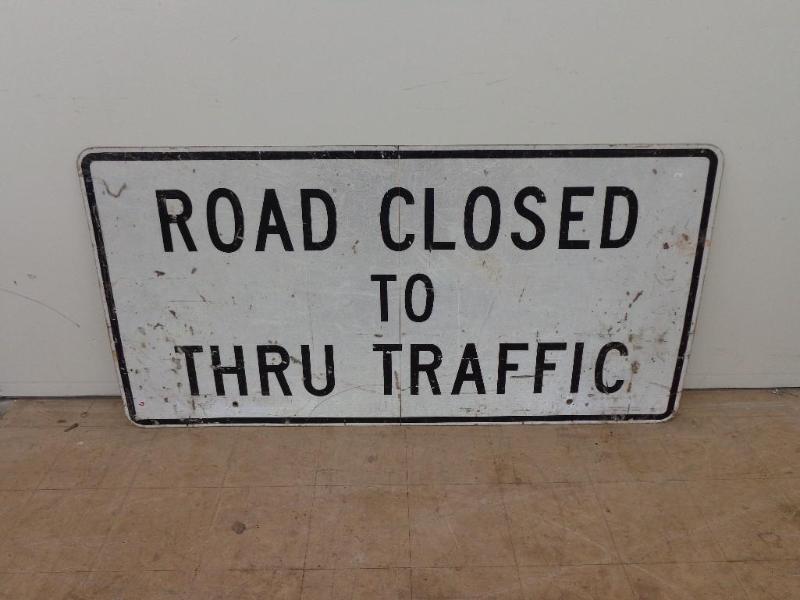 ROAD CLOSED
TO
THRU TRAFFIC